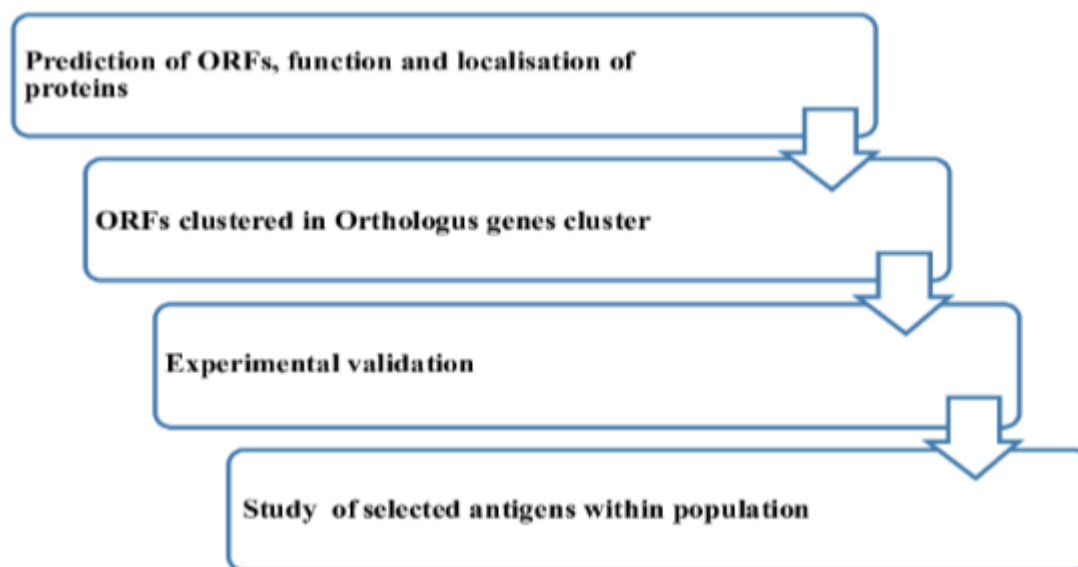 Prediction of ORFs, function and localisation of
proteins
ORFs clustered in Orthologus genes cluster
Experimental validation
Study of selected antigens within population